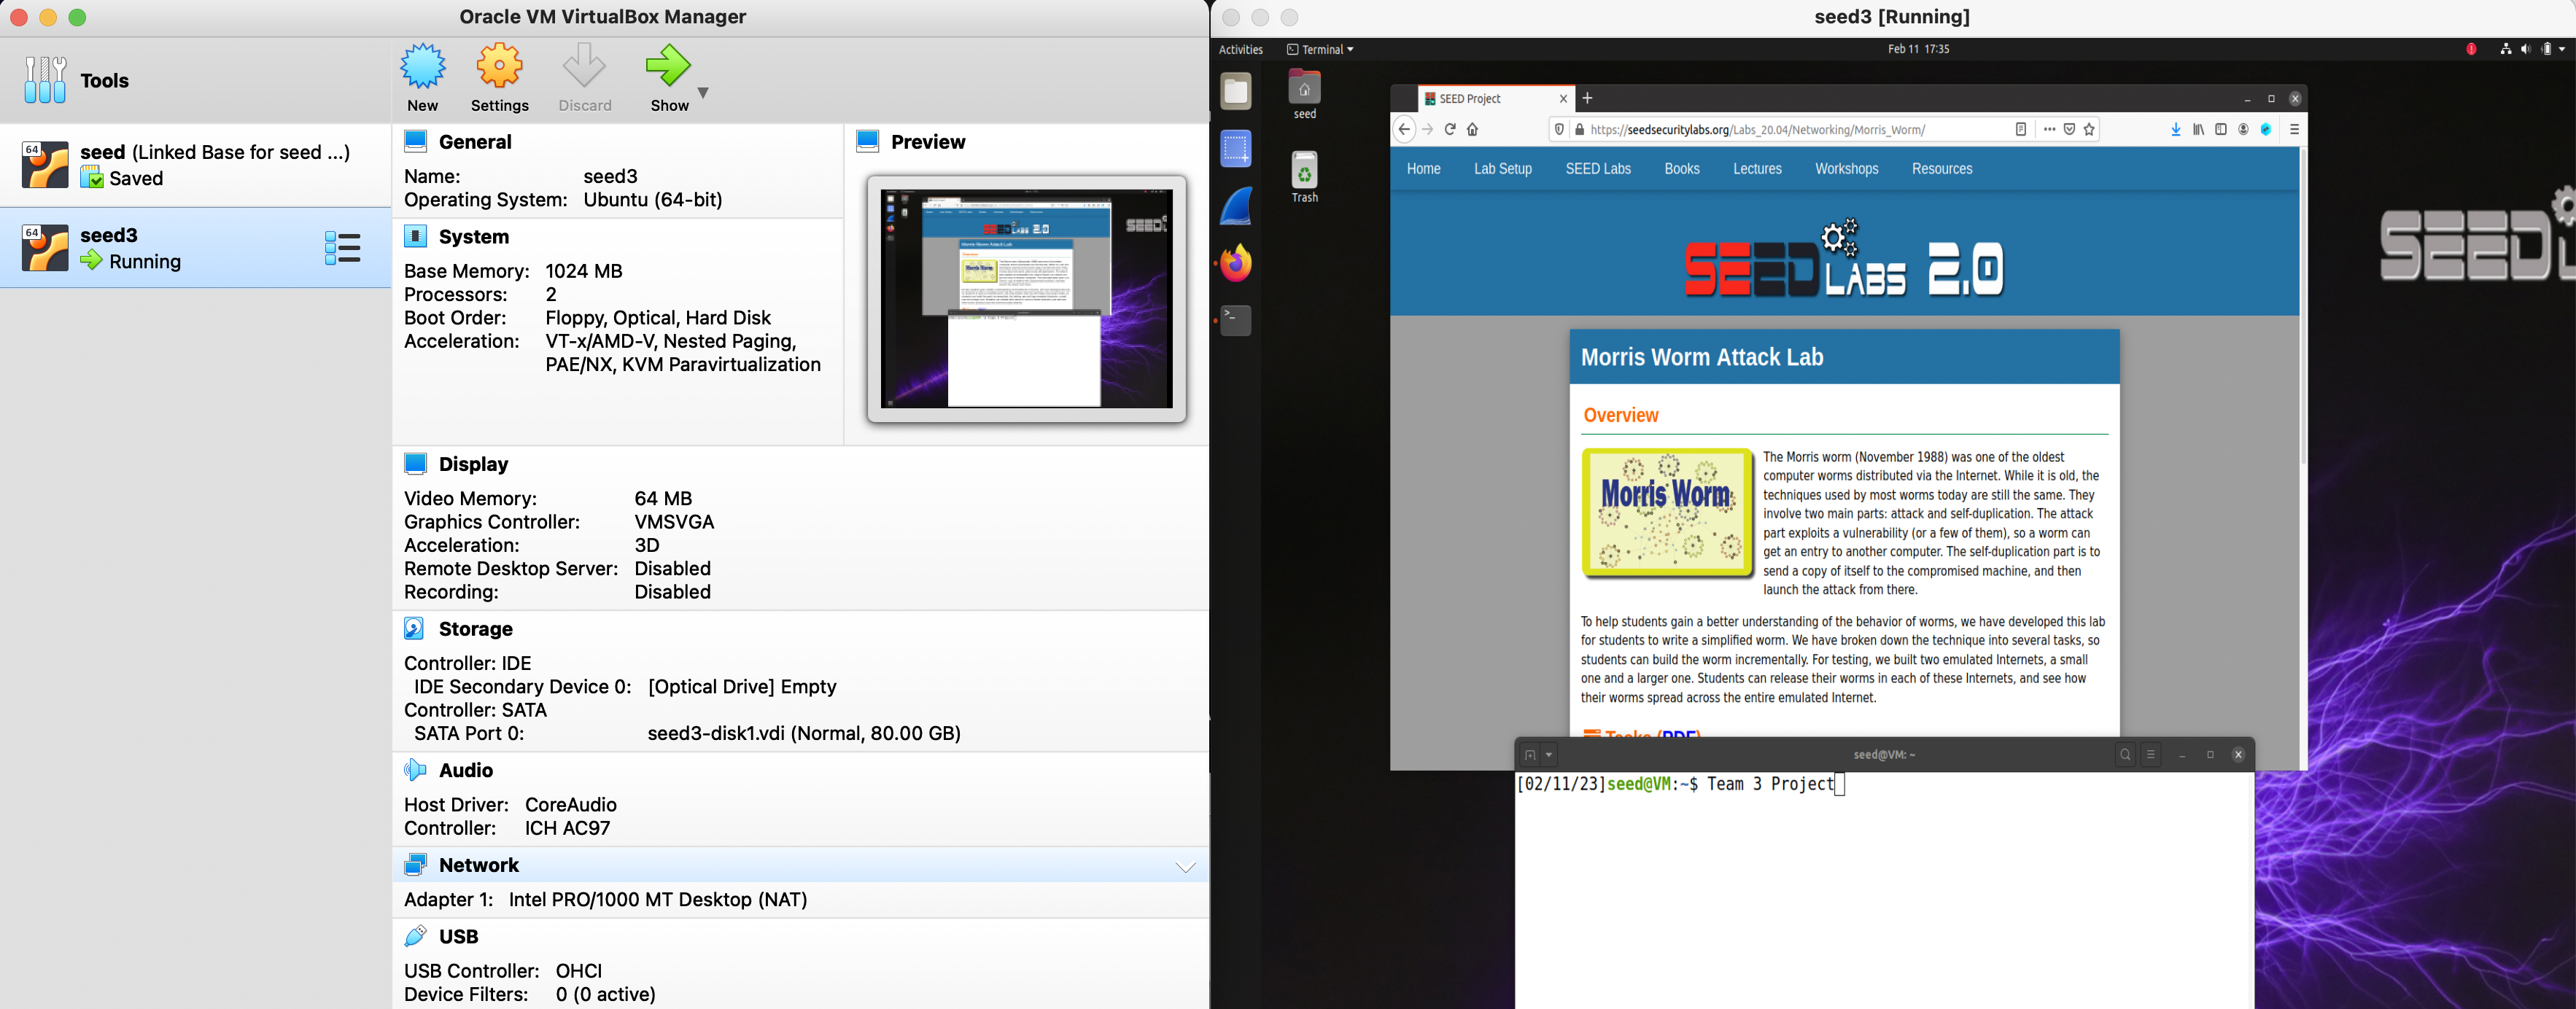 Oracle VM VirtualBox Manager
Tools
New
Settings
Discard
Show
64
seed (Linked Base for seed ...)
Saved
64
seed3
Running
General
Name: seed3
Operating System: Ubuntu (64-bit)
Preview
System
Base Memory: 1024 MB
Processors: 2
Boot Order: Floppy, Optical, Hard Disk
Acceleration: VT-x/AMD-V, Nested Paging,
PAE/NX, KVM Paravirtualization
Display
Video Memory: 64 MB
Graphics Controller: VMSVGA
Acceleration: 3D
Remote Desktop Server: Disabled
Recording: Disabled
Storage
Controller: IDE
IDE Secondary Device 0: [Optical Drive] Empty
Controller: SATA
SATA Port 0: seed3-disk1.vdi (Normal, 80.00 GB)
Audio
Host Driver: CoreAudio
Controller: ICH AC97
Network
Adapter 1: Intel PRO/1000 MT Desktop (NAT)
USB
USB Controller: OHCI
Device Filters: 0 (0 active)
seed3 [Running]
Activities
Terminal
Feb 11 17:35
seed
Trash
SEED Project
https://seedsecuritylabs.org/Labs_20.04/Networking/Morris_Worm/
Home
Lab Setup
SEED Labs
Books
Lectures
Workshops
Resources
SEED LABS 2.0
SEED
Morris Worm Attack Lab
Overview
Morris Worm
The Morris worm (November 1988) was one of the oldest
computer worms distributed via the Internet. While it is old, the
techniques used by most worms today are still the same. They
involve two main parts: attack and self-duplication. The attack
part exploits a vulnerability (or a few of them), so a worm can
get an entry to another computer. The self-duplication part is to
send a copy of itself to the compromised machine, and then
launch the attack from there.
To help students gain a better understanding of the behavior of worms, we have developed this lab
for students to write a simplified worm. We have broken down the technique into several tasks, so
students can build the worm incrementally. For testing, we built two emulated Internets, a small
one and a larger one. Students can release their worms in each of these Internets, and see how
their worms spread across the entire emulated Internet.
Tasks (PDF)
seed@VM: ~
[02/11/23]seed@VM:~$ Team 3 Project